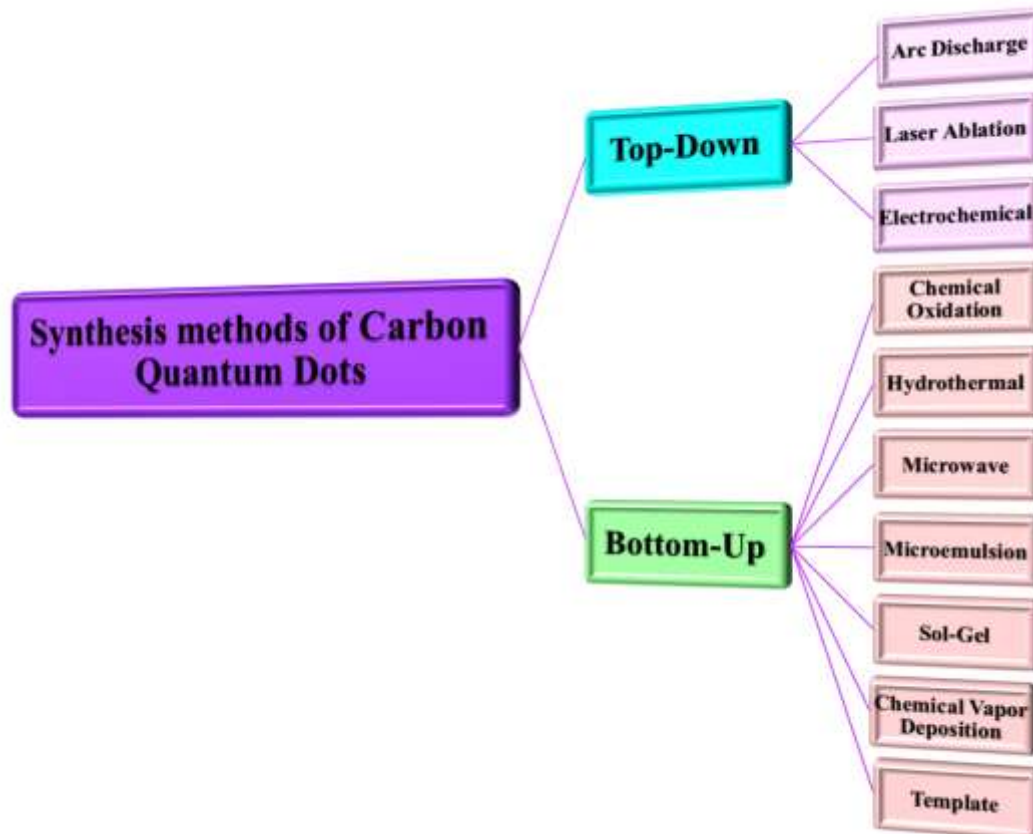 Synthesis methods of Carbon
Quantum Dots
Top-Down
Arc Discharge
Laser Ablation
Electrochemical
Bottom-Up
Chemical
Oxidation
Hydrothermal
Microwave
Microemulsion
Sol-Gel
Chemical Vapor
Deposition
Template